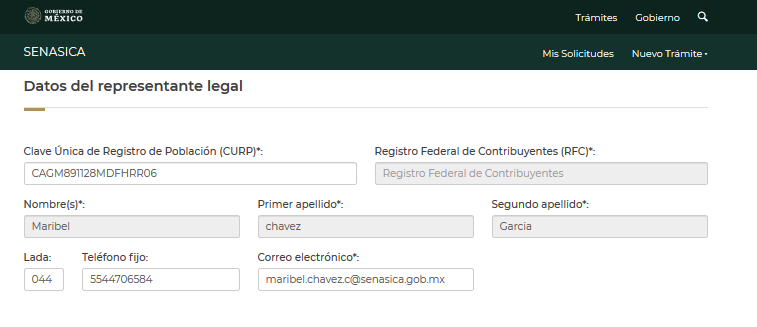 GOBIERNO DE
MÉXICO
Trámites Gobierno
SENASICA
Mis Solicitudes Nuevo Trámite
Datos del representante legal
Clave Única de Registro de Población (CURP)*: Registro Federal de Contribuyentes (RFC)*:
CAGM891128MDFHRR06 Registro Federal de Contribuyentes
Nombre(s)*: Primer apellido*: Segundo apellido*:
Maribel chavez Garcia
Lada: Teléfono fijo: Correo electrónico*:
044 5544706584 maribel.chavez.c@senasica.gob.mx